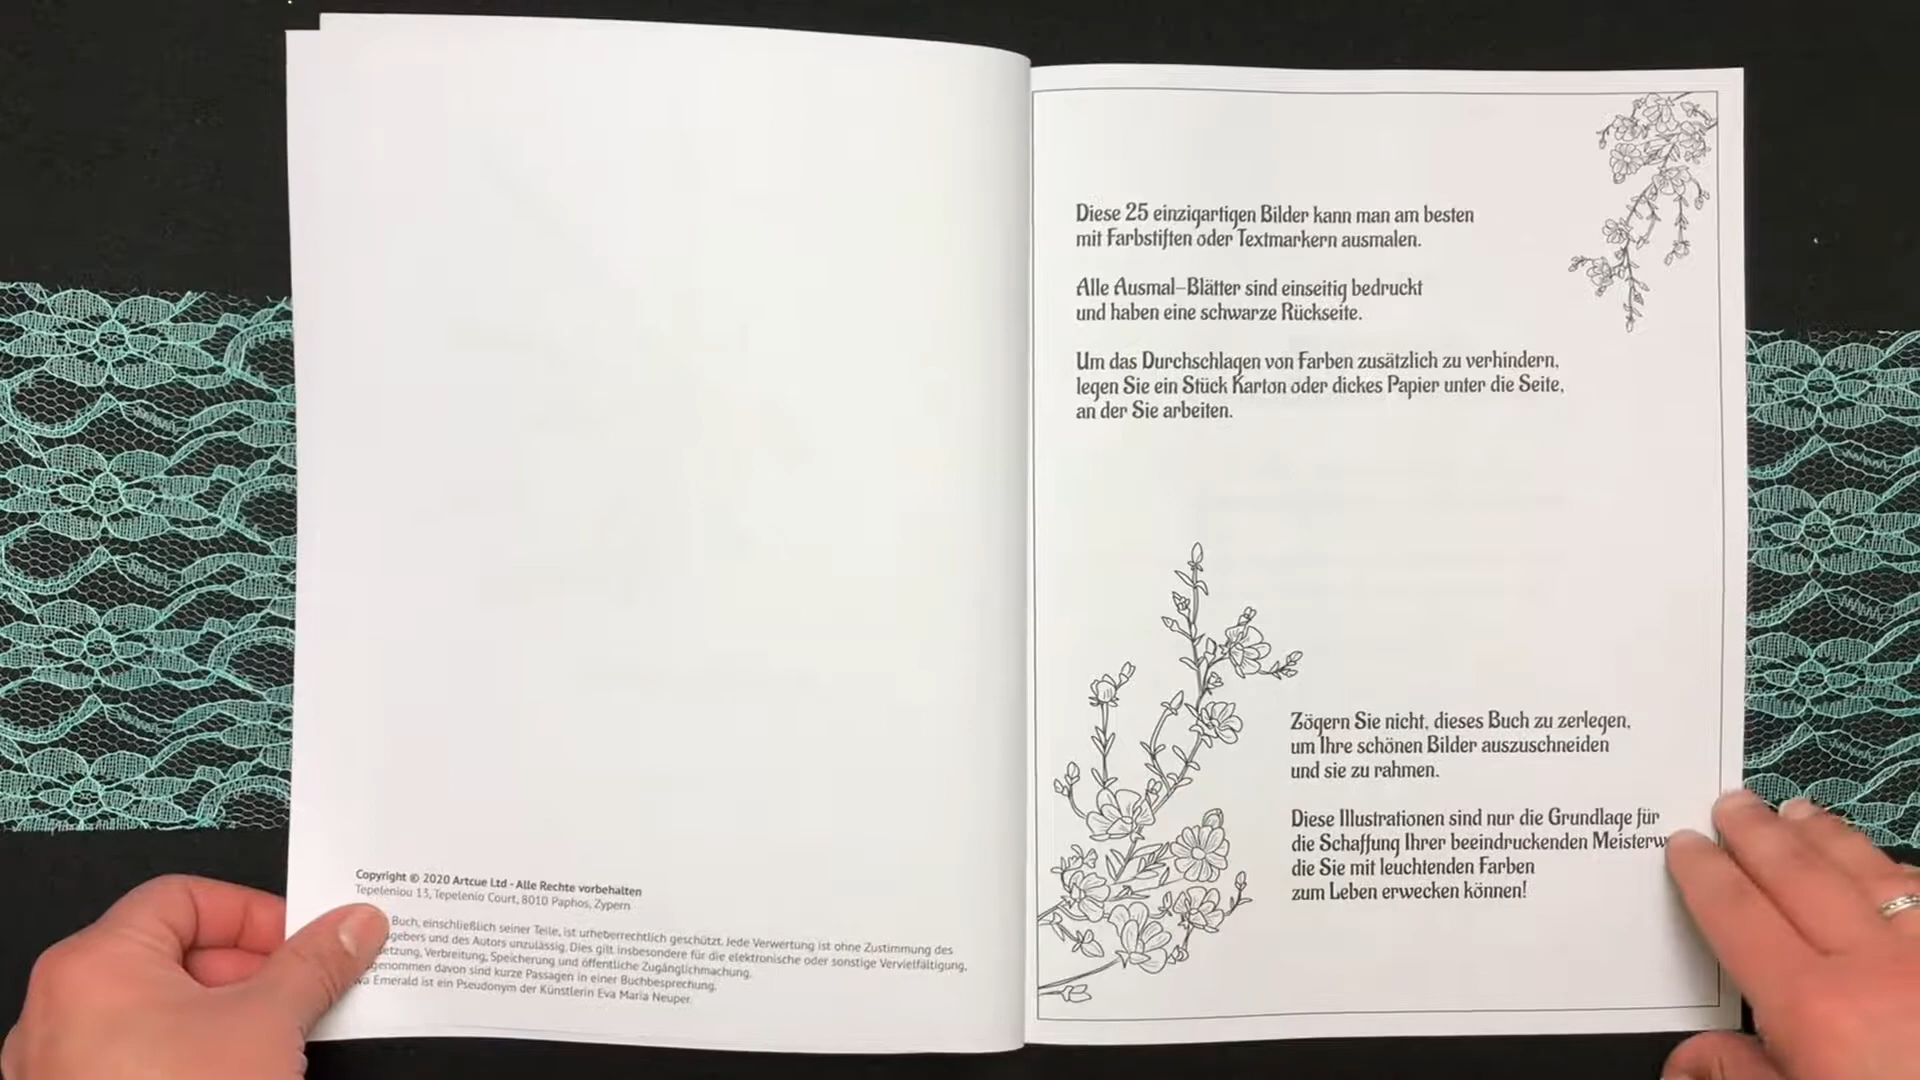 Copyright © 2020 Artcue Ltd - Alle Rechte vorbehalten
Tepeleniou 13, Tepelenio Court, 8010 Paphos, Zypern
Buch, einschließlich seiner Teile, ist urheberrechtlich geschützt. Jede Verwertung ist ohne Zustimmung des
und des Autors unzulässig. Dies gilt insbesondere für die elektronische oder sonstige Vervielfältigung,
Verbreitung, Speicherung und öffentliche Zugänglichmachung.
davon sind kurze Passagen in einer Buchbesprechung.
Emerald ist ein Pseudonym der Künstlerin Eva Maria Neuper
Diese 25 einzigartigen Bilder kann man am besten
mit Farbstiften oder Textmarkern ausmalen.
Alle Ausmal-Blätter sind einseitig bedruckt
und haben eine schwarze Rückseite.
Um das Durchschlagen von Farben zusätzlich zu verhindern,
legen Sie ein Stück Karton oder dickes Papier unter die Seite,
an der Sie arbeiten.
Zögern Sie nicht, dieses Buch zu zerlegen,
um Ihre schönen Bilder auszuschneiden
und sie zu rahmen.
Diese Illustrationen sind nur die Grundlage für
die Schaffung Ihrer beeindruckenden
die Sie mit leuchtenden Farben
zum Leben erwecken können!